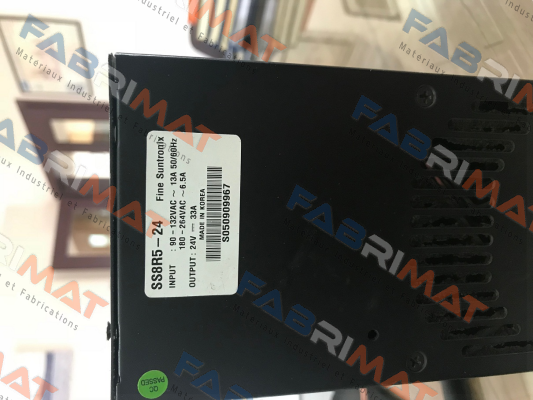 SS8R5-24 Fine Suntronix
INPUT : 90-132VAC ~ 13A 50/60Hz
180-264VAC ~ 6.5A
OUTPUT : 24V ⎓ 33A
MADE IN KOREA
S050909967
QC
PASSED
FABRIMAT
Matériaux Industriel et Fabrications